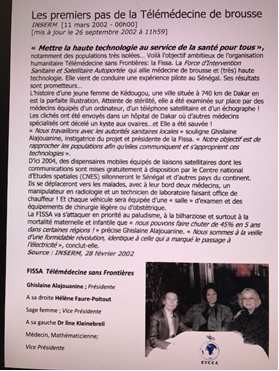 Les premiers pas de la Télémédecine de brousse
INSERM [11 mars 2002 - 00h00]
[mis à jour le 26 septembre 2002 à 11h59]
« Mettre la haute technologie au service de la santé pour tous »,
notamment des populations très isolées.. Voilà l'objectif ambitieux de l'organisation
humanitaire Télémédecine sans Frontières: la Fissa. La Force d'Intervention
Sanitaire et Satellitaire Autoportée qui allie médecine de brousse et (très) haute
technologie. Elle vient de conduire une expérience pilote au Sénégal. Ses résultats
sont prometteurs...
L'histoire d'une jeune femme de Kédougou, une ville située à 740 km de Dakar en
est la parfaite illustration. Atteinte de stérilité, elle a été examinée sur place par des
médecins équipés d'un ordinateur, d'un téléphone satellitaire et d'un échographe !
Les clichés ont été envoyés dans un hôpital de Dakar où d'autres médecins
spécialisés ont décelé un kyste aux ovaires.. Et elle a été sauvée !
« Nous travaillons avec les autorités sanitaires locales » souligne Ghislaine
Alajouanine, instigatrice du projet et présidente de la Fissa. « Notre objectif est de
rapprocher les populations afin qu'elles communiquent et s'approprient ces
technologies ».
D'ici 2004, des dispensaires mobiles équipés de liaisons satellitaires dont les
communications sont mises gratuitement à disposition par le Centre national
d'Etudes spatiales (CNES) sillonneront le Sénégal et d'autres pays du continent.
Ils se déplaceront vers les malades, avec à leur bord deux médecins, un
manipulateur en radiologie et un technicien de laboratoire faisant office de
chauffeur ! Et chaque véhicule sera équipé d'une « salle » d'examen et des
équipements de chirurgie légère ou d'obstétrique.
La FISSA va s'attaquer en priorité au paludisme, à la bilharziose et surtout à la
mortalité maternelle et infantile que « nous pouvons faire chuter de 45% en 5 ans
dans certaines régions ! » précise Ghislaine Alajouanine. « Nous sommes à la veille
d'une formidable révolution, identique à celle qui a marqué le passage à
l'électricité », conclut-elle.
Source : INSERM, 28 février 2002
FISSA Télémédecine sans Frontières
Ghislaine Alajouanine ; Présidente
A sa droite Hélène Faure-Poitout
Sage femme ; Vice Présidente
A sa gauche Dr line Kleinebreil
Médecin, Mathématicienne;
Vice Présidente